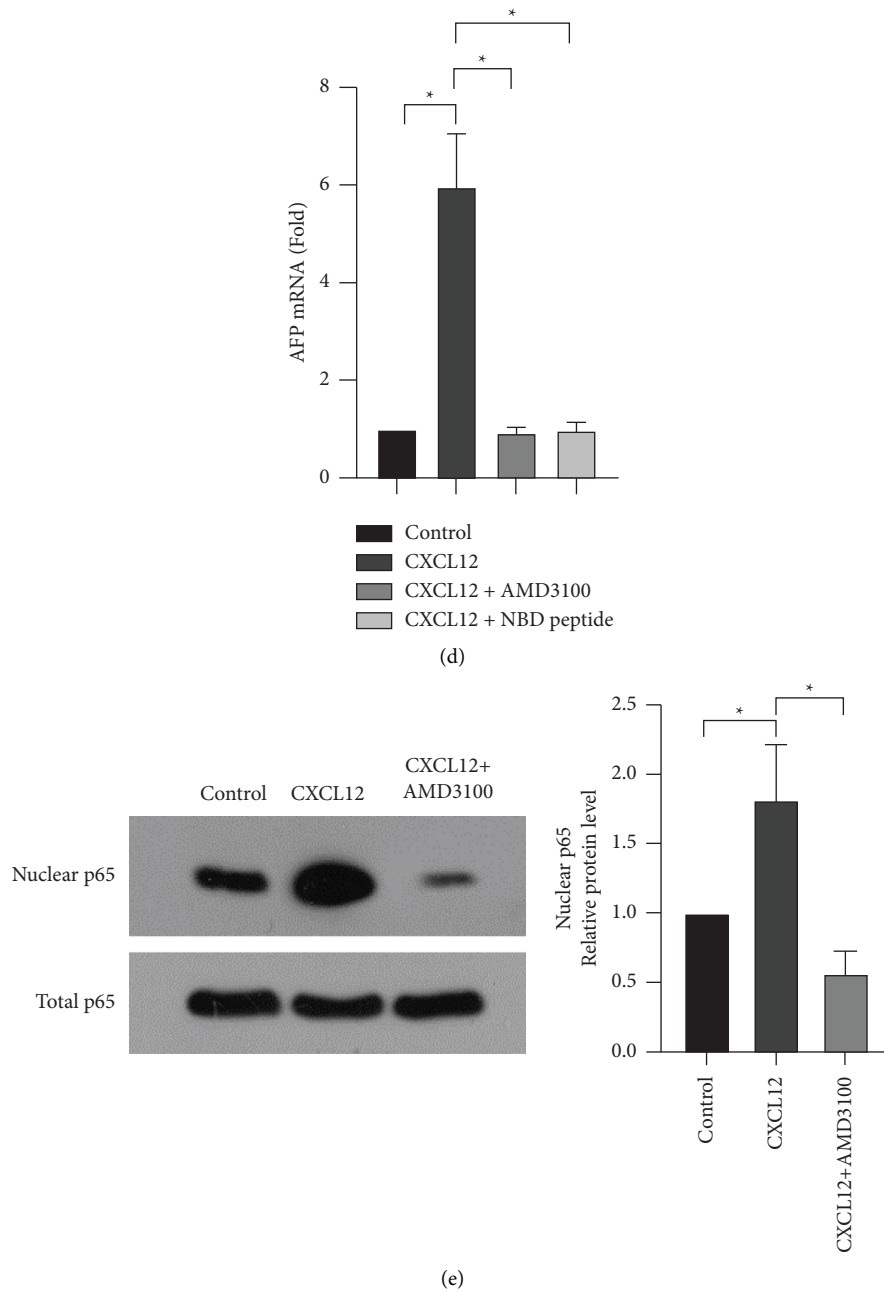 *
*
*
8
6
4
2
0
AFP mRNA (Fold)
Control
CXCL12
CXCL12 + AMD3100
CXCL12 + NBD peptide
(d)
Control
CXCL12
CXCL12+
AMD3100
Nuclear p65
Total p65
*
*
2.5
2.0
1.5
1.0
0.5
0.0
Nuclear p65
Relative protein level
Control
CXCL12
CXCL12+AMD3100
(e)